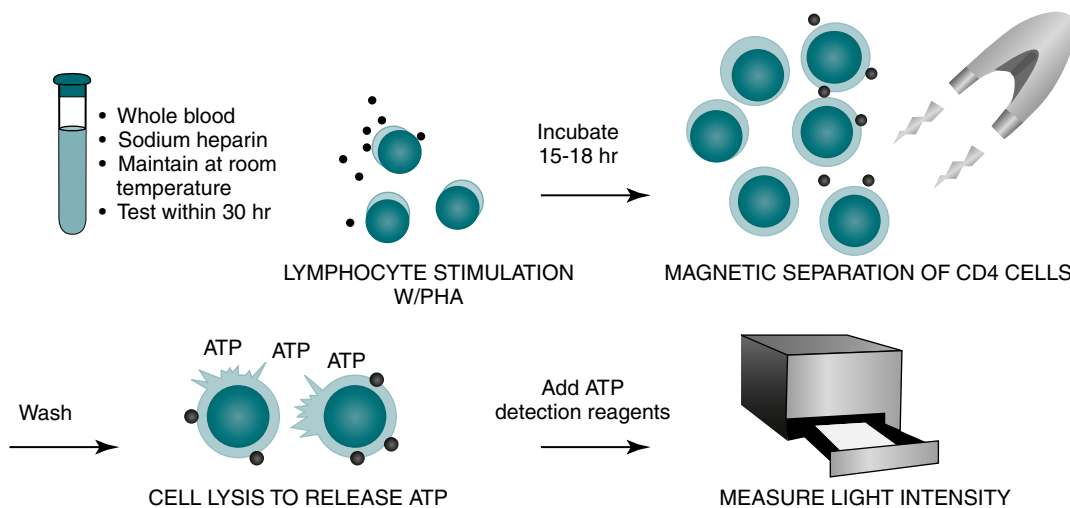 • Whole blood
• Sodium heparin
• Maintain at room
temperature
• Test within 30 hr
LYMPHOCYTE STIMULATION
W/PHA
Incubate
15-18 hr
MAGNETIC SEPARATION OF CD4 CELLS
Wash
ATP
ATP
ATP
CELL LYSIS TO RELEASE ATP
Add ATP
detection reagents
MEASURE LIGHT INTENSITY